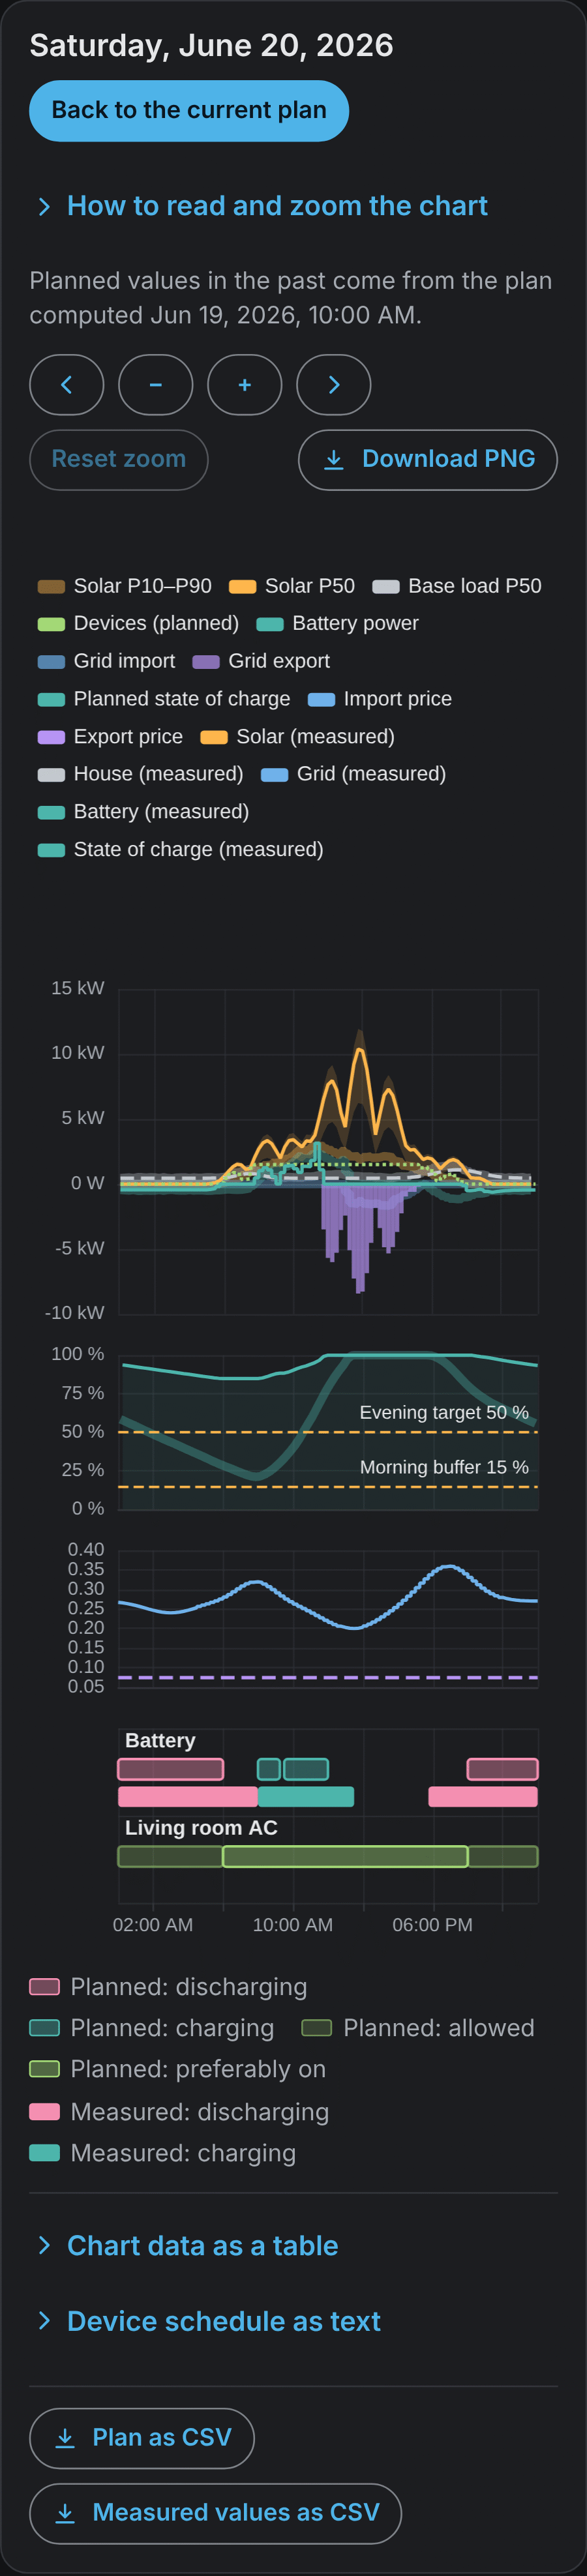 Saturday, June 20, 2026
Back to the current plan
How to read and zoom the chart
Planned values in the past come from the plan
computed Jun 19, 2026, 10:00 AM.
Reset zoom
Download PNG
Solar P10–P90 Solar P50 Base load P50
Devices (planned) Battery power
Grid import Grid export
Planned state of charge Import price
Export price Solar (measured)
House (measured) Grid (measured)
Battery (measured)
State of charge (measured)
15 kW
10 kW
5 kW
0 W
-5 kW
-10 kW
100 %
75 %
Evening target 50 %
50 %
Morning buffer 15 %
25 %
0 %
0.40
0.35
0.30
0.25
0.20
0.15
0.10
0.05
Battery
Living room AC
02:00 AM 10:00 AM 06:00 PM
Planned: discharging
Planned: charging Planned: allowed
Planned: preferably on
Measured: discharging
Measured: charging
Chart data as a table
Device schedule as text
Plan as CSV
Measured values as CSV